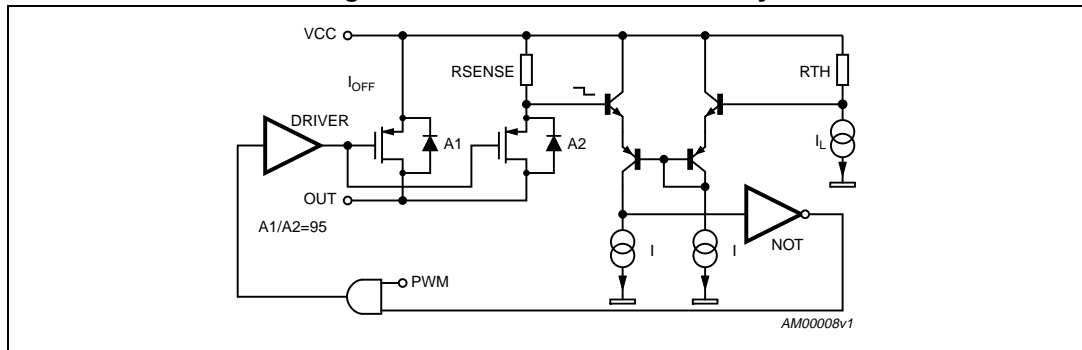 VCC
RSENSE
RTH
IOFF
DRIVER
A1
A2
IL
OUT
A1/A2=95
I
I
NOT
PWM
AM00008v1